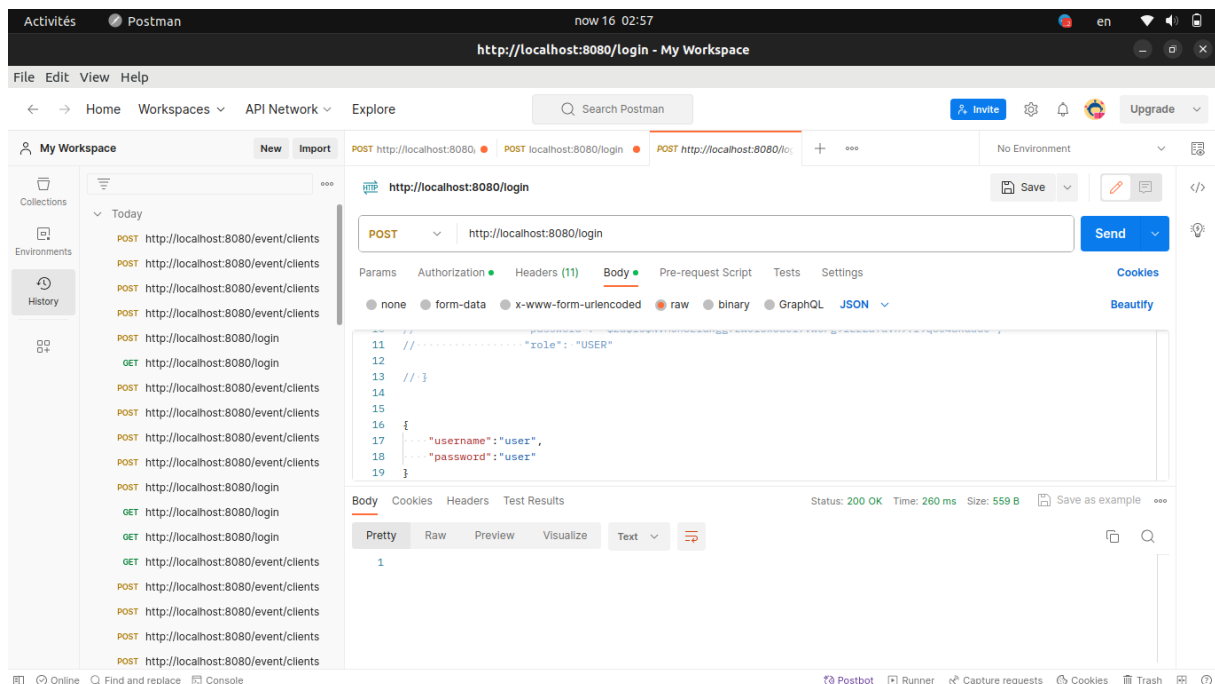 Activités Postman now 16 02:57 en
http://localhost:8080/login - My Workspace
File Edit View Help
Home Workspaces API Network Explore Search Postman Invite Upgrade
My Workspace New Import POST http://localhost:8080/ POST localhost:8080/login POST http://localhost:8080/log No Environment
Collections
Environments
History
Today
POST http://localhost:8080/event/clients
POST http://localhost:8080/event/clients
POST http://localhost:8080/event/clients
POST http://localhost:8080/event/clients
POST http://localhost:8080/login
GET http://localhost:8080/login
POST http://localhost:8080/event/clients
POST http://localhost:8080/event/clients
POST http://localhost:8080/event/clients
POST http://localhost:8080/event/clients
POST http://localhost:8080/login
GET http://localhost:8080/login
GET http://localhost:8080/login
GET http://localhost:8080/event/clients
POST http://localhost:8080/event/clients
POST http://localhost:8080/event/clients
POST http://localhost:8080/event/clients
POST http://localhost:8080/event/clients
HTTP http://localhost:8080/login Save
POST http://localhost:8080/login Send
Params Authorization Headers (11) Body Pre-request Script Tests Settings Cookies
none form-data x-www-form-urlencoded raw binary GraphQL JSON Beautify
11 // "role": "USER"
12
13 // }
14
15
16 {
17 "username":"user",
18 "password":"user"
19 }
Body Cookies Headers Test Results Status: 200 OK Time: 260 ms Size: 559 B Save as example
Pretty Raw Preview Visualize Text
1
Online Find and replace Console Postbot Runner Capture requests Cookies Trash